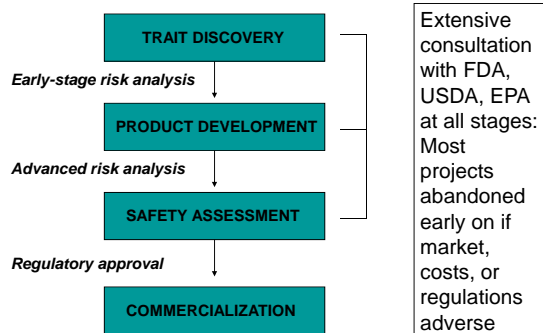 TRAIT DISCOVERY
Early-stage risk analysis
PRODUCT DEVELOPMENT
Advanced risk analysis
SAFETY ASSESSMENT
Regulatory approval
COMMERCIALIZATION
Extensive
consultation
with FDA,
USDA, EPA
at all stages:
Most
projects
abandoned
early on if
market,
costs, or
regulations
adverse